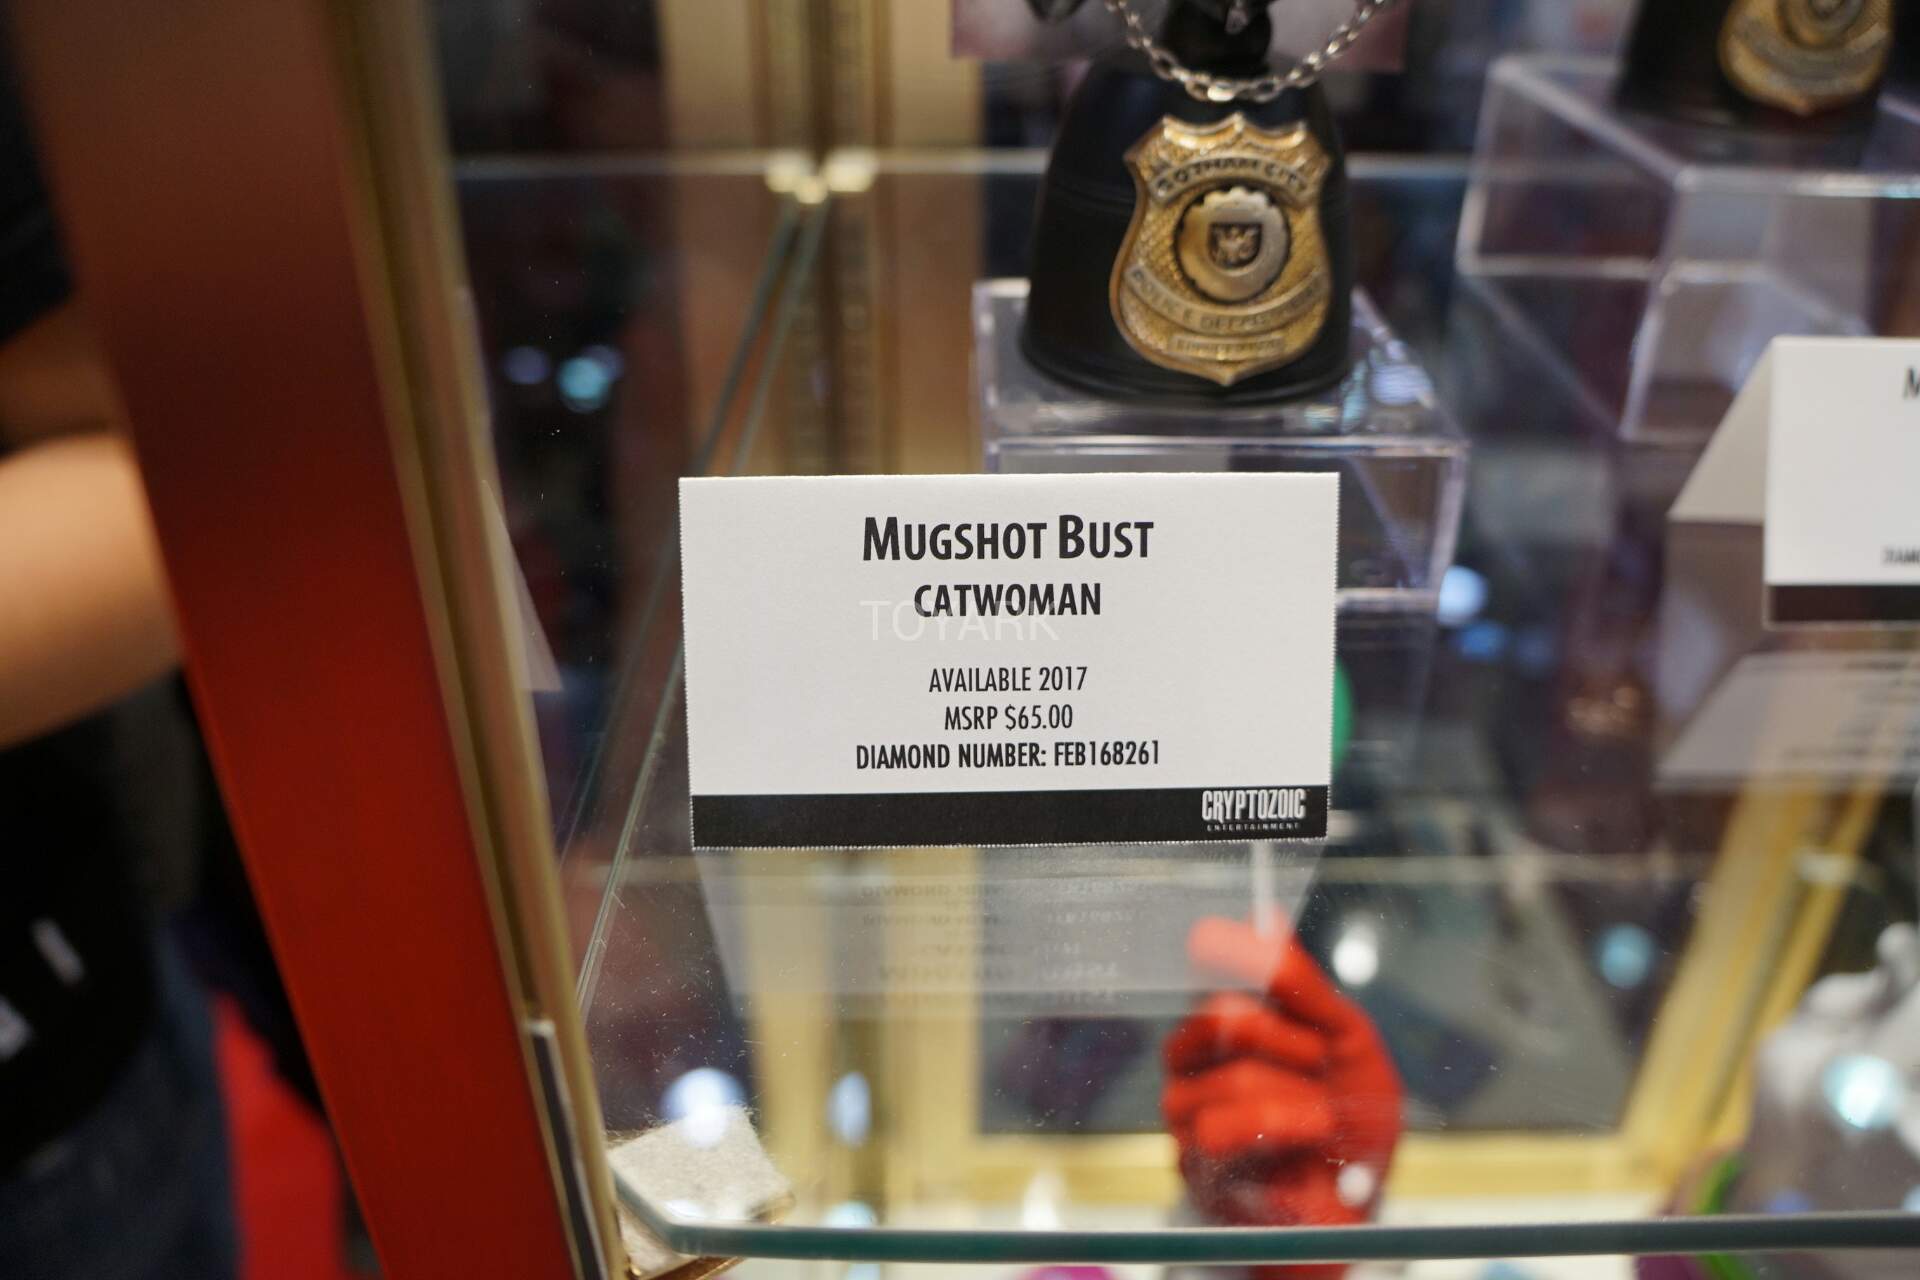 GOTHAM CITY
MUGSHOT BUST
CATWOMAN
TOYARK
AVAILABLE 2017
MSRP $65.00
DIAMOND NUMBER: FEB168261
CRYPTOZOIC
ENTERTAINMENT